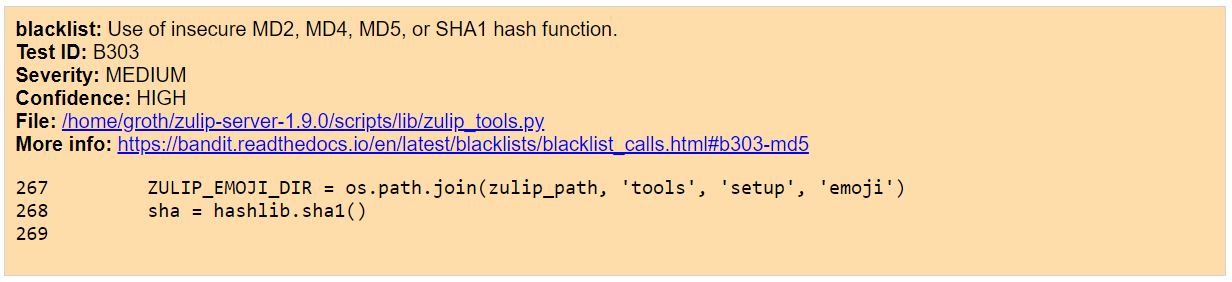 blacklist: Use of insecure MD2, MD4, MD5, or SHA1 hash function.
Test ID: B303
Severity: MEDIUM
Confidence: HIGH
File: /home/groth/zulip-server-1.9.0/scripts/lib/zulip_tools.py
More info: https://bandit.readthedocs.io/en/latest/blacklists/blacklist_calls.html#b303-md5
267         ZULIP_EMOJI_DIR = os.path.join(zulip_path, 'tools', 'setup', 'emoji')
268         sha = hashlib.sha1()
269